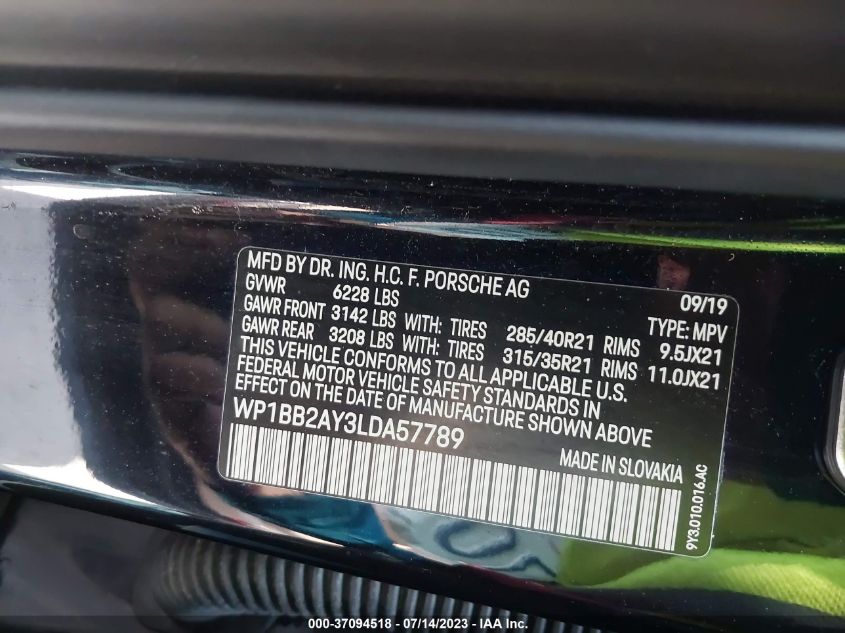 MFD BY DR. ING. H.C. F. PORSCHE AG 09/19
GVWR 6228 LBS TYPE: MPV
GAWR FRONT 3142 LBS WITH: TIRES 285/40R21 RIMS 9.5JX21
GAWR REAR 3208 LBS WITH: TIRES 315/35R21 RIMS 11.0JX21
THIS VEHICLE CONFORMS TO ALL APPLICABLE U.S.
FEDERAL MOTOR VEHICLE SAFETY STANDARDS IN
EFFECT ON THE DATE OF MANUFACTURE SHOWN ABOVE
WP1BB2AY3LDA57789
MADE IN SLOVAKIA
9Y3.010.016.AC
000-37094518 - 07/14/2023 - IAA Inc.